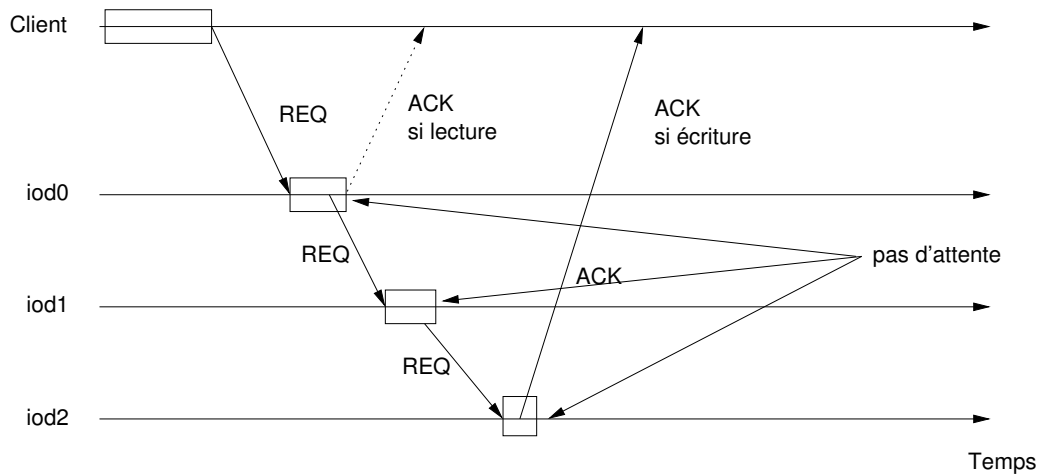 Client
REQ
ACK
si lecture
ACK
si écriture
iod0
REQ
pas d'attente
ACK
iod1
REQ
iod2
Temps